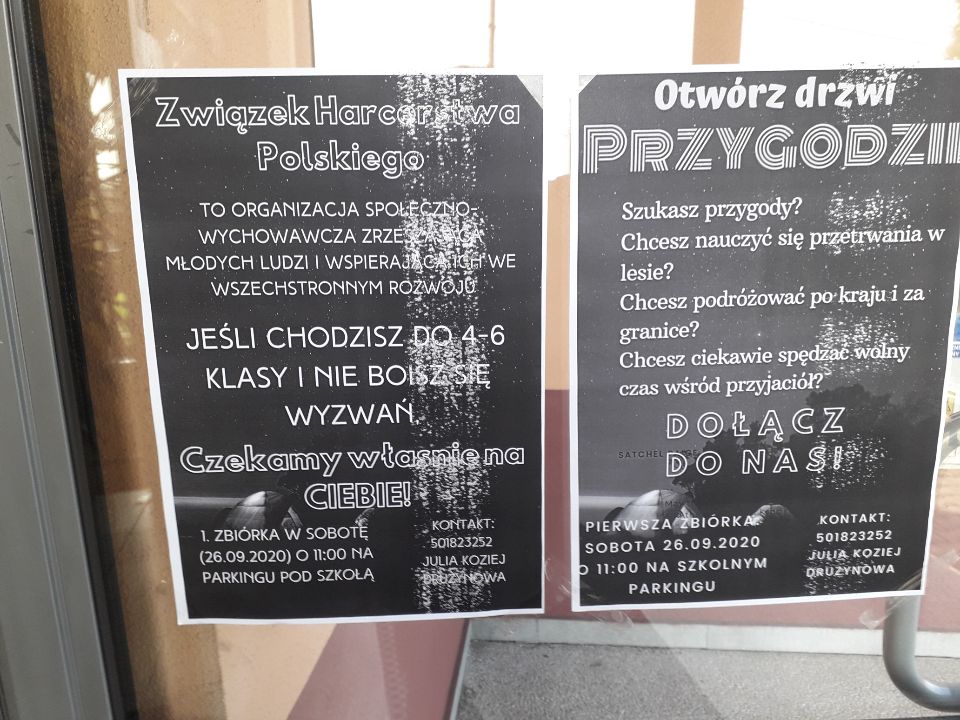 Związek Harcerstwa
Polskiego
TO ORGANIZACJA SPOŁECZNO-
WYCHOWAWCZA ZRZESZAJĄCA
MŁODYCH LUDZI I WSPIERAJĄCA ICH WE
WSZECHSTRONNYM ROZWOJU
JEŚLI CHODZISZ DO 4-6
KLASY I NIE BOISZ SIĘ
WYZWAŃ
Czekamy właśnie na
CIEBIE!
1. ZBIÓRKA W SOBOTĘ
(26.09.2020) O 11:00 NA
PARKINGU POD SZKOŁĄ
KONTAKT:
501823252
JULIA KOZIEJ
DRUŻYNOWA
Otwórz drzwi
PRZYGODZIE
Szukasz przygody?
Chcesz nauczyć się przetrwania w
lesie?
Chcesz podróżować po kraju i za
granice?
Chcesz ciekawie spędzać wolny
czas wśród przyjaciół?
DOŁĄCZ
SATCHEL
DO NAS!
PIERWSZA ZBIÓRKA:
SOBOTA 26.09.2020
O 11:00 NA SZKOLNYM
PARKINGU
KONTAKT:
501823252
JULIA KOZIEJ
DRUŻYNOWA